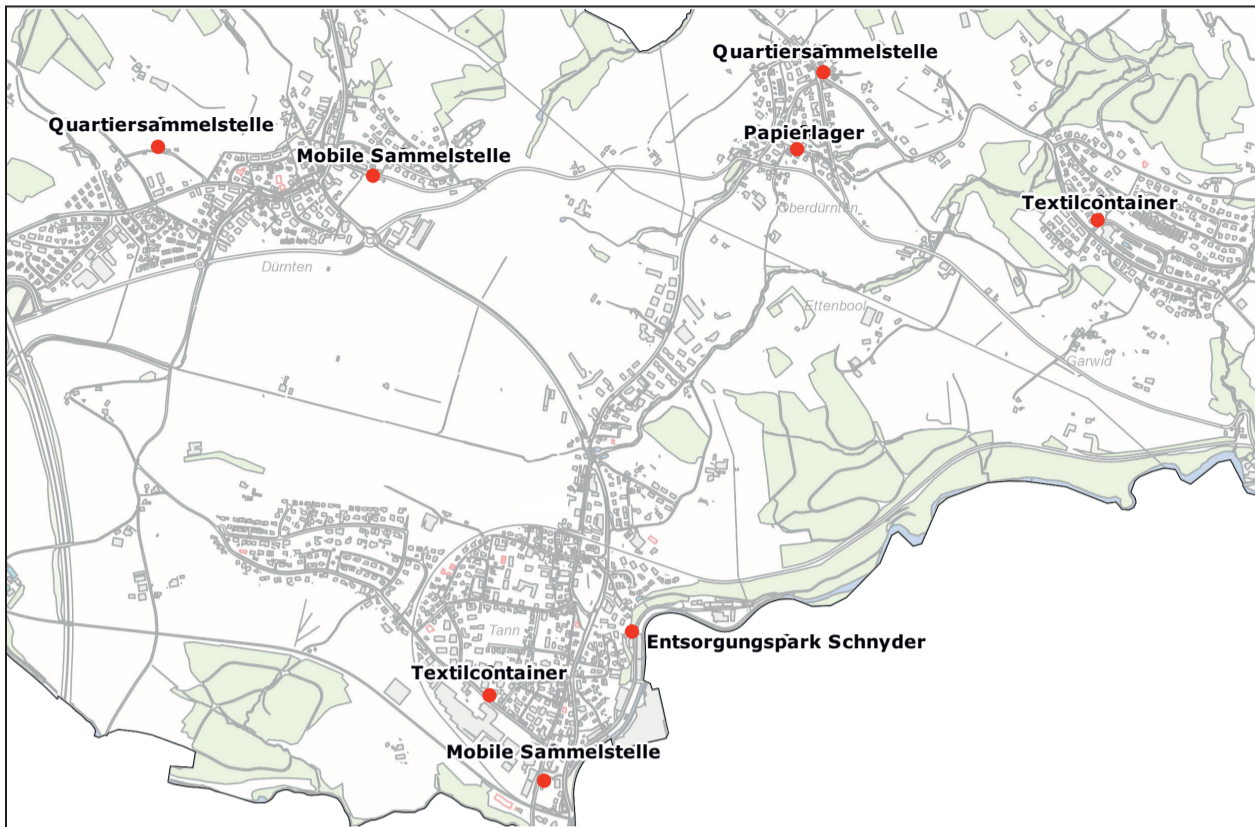 Quartiersammelstelle
Quartiersammelstelle
Papierlager
Mobile Sammelstelle
Textilcontainer
Oberdürnten
Dürnten
Ettenbool
Garwid
Tann
Entsorgungspark Schnyder
Textilcontainer
Mobile Sammelstelle